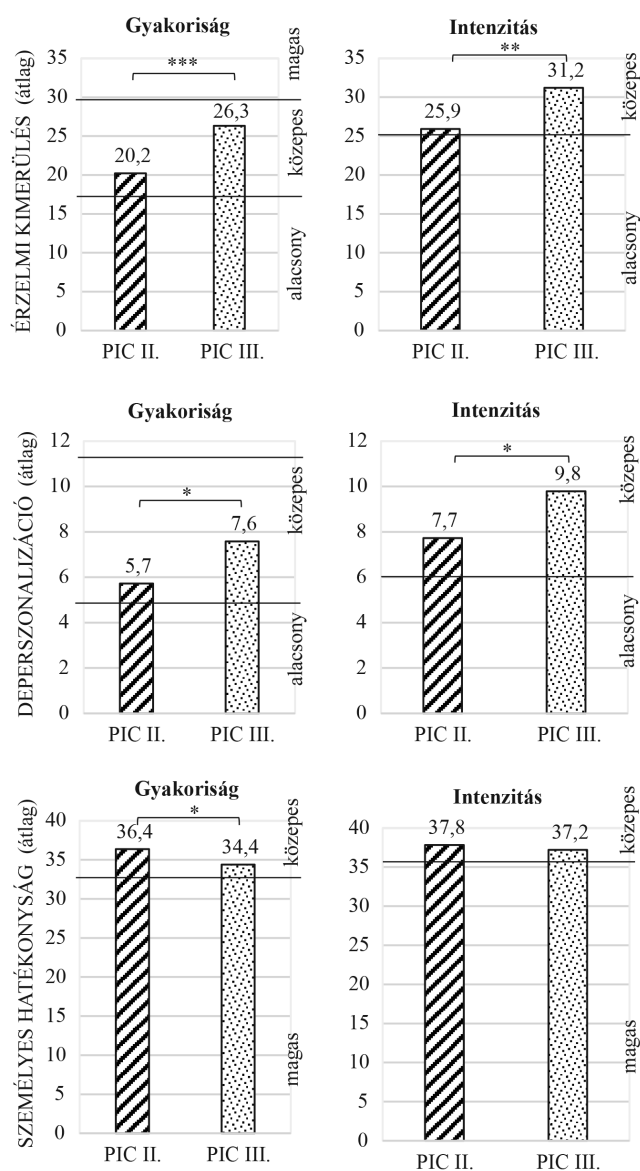 Gyakoriság
ÉRZELMI KIMERÜLÉS (átlag)
35
30
25
20
15
10
5
0
***
20,2
26,3
PIC II.
PIC III.
magas
közepes
alacsony
Intenzitás
35
30
25
20
15
10
5
0
**
25,9
31,2
PIC II.
PIC III.
közepes
alacsony
Gyakoriság
DEPERSZONALIZÁCIÓ (átlag)
12
10
8
6
4
2
0
*
5,7
7,6
PIC II.
PIC III.
közepes
alacsony
Intenzitás
12
10
8
6
4
2
0
*
7,7
9,8
PIC II.
PIC III.
közepes
alacsony
Gyakoriság
SZEMÉLYES HATÉKONYSÁG (átlag)
40
35
30
25
20
15
10
5
0
*
36,4
34,4
PIC II.
PIC III.
közepes
magas
Intenzitás
40
35
30
25
20
15
10
5
0
37,8
37,2
PIC II.
PIC III.
közepes
magas